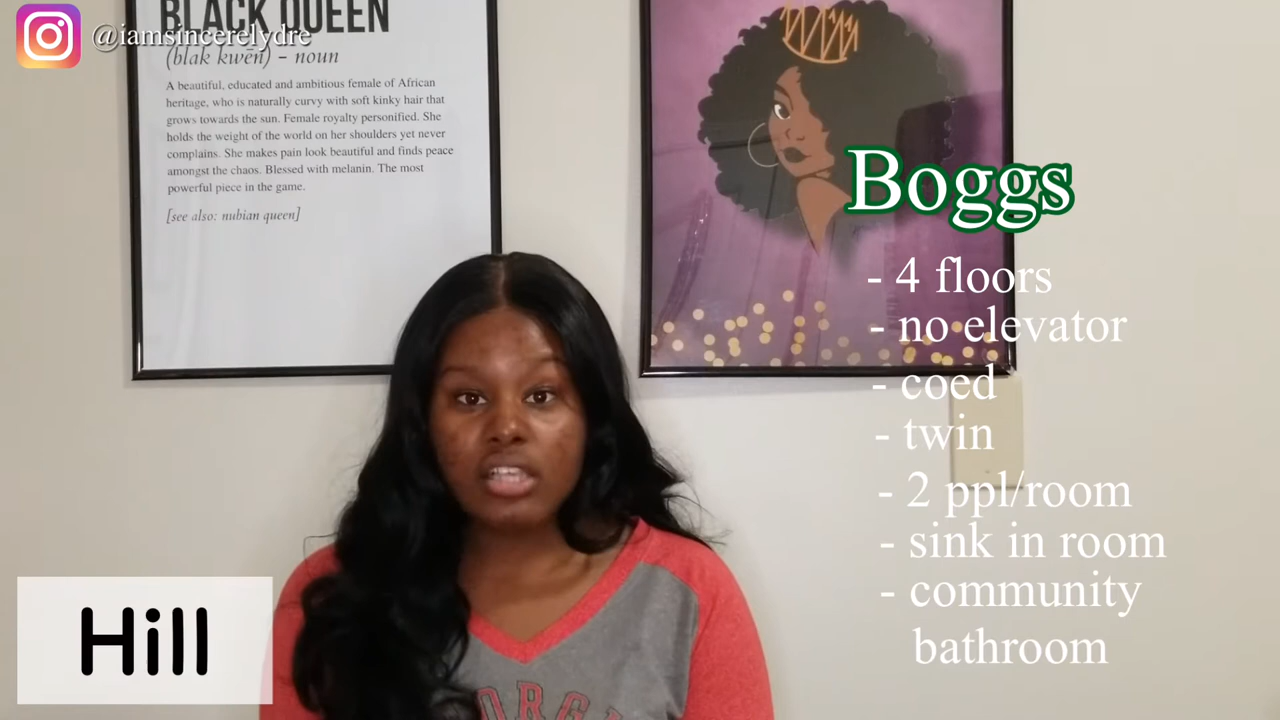 @iamsincerelydre
BLACK QUEEN
(blak kwēn) – noun
A beautiful, educated and ambitious female of African
heritage, who is naturally curvy with soft kinky hair that
grows towards the sun. Female royalty personified. She
holds the weight of the world on her shoulders yet never
complains. She makes pain look beautiful and finds peace
amongst the chaos. Blessed with melanin. The most
powerful piece in the game.
[see also: nubian queen]
Boggs
- 4 floors
- no elevator
- coed
- twin
- 2 ppl/room
- sink in room
- community
bathroom
Hill